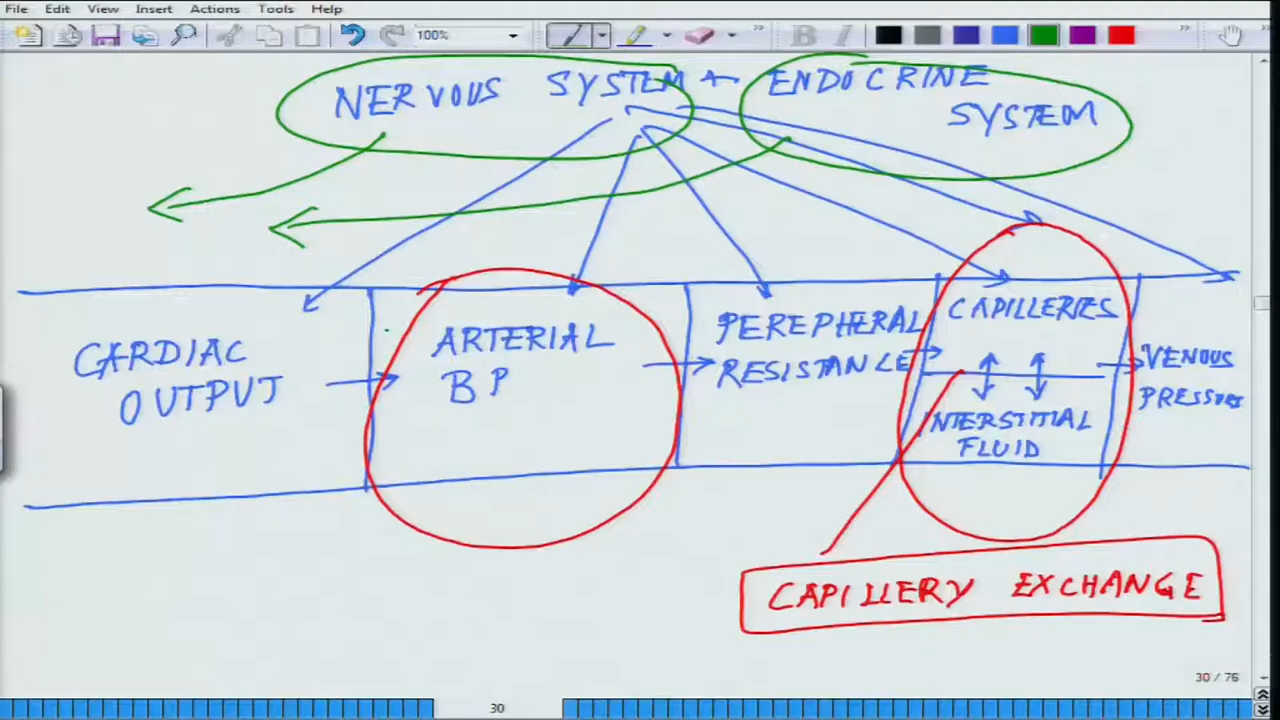 File Edit View Insert Actions Tools Help
100%
NERVOUS SYSTEM + ENDOCRINE
SYSTEM
CARDIAC
OUTPUT
ARTERIAL
BP
PEREPHERAL
RESISTANCE
CAPILLERIES
INTERSTITIAL
FLUID
VENOUS
PRESSURE
CAPILLERY EXCHANGE
30 / 76
30